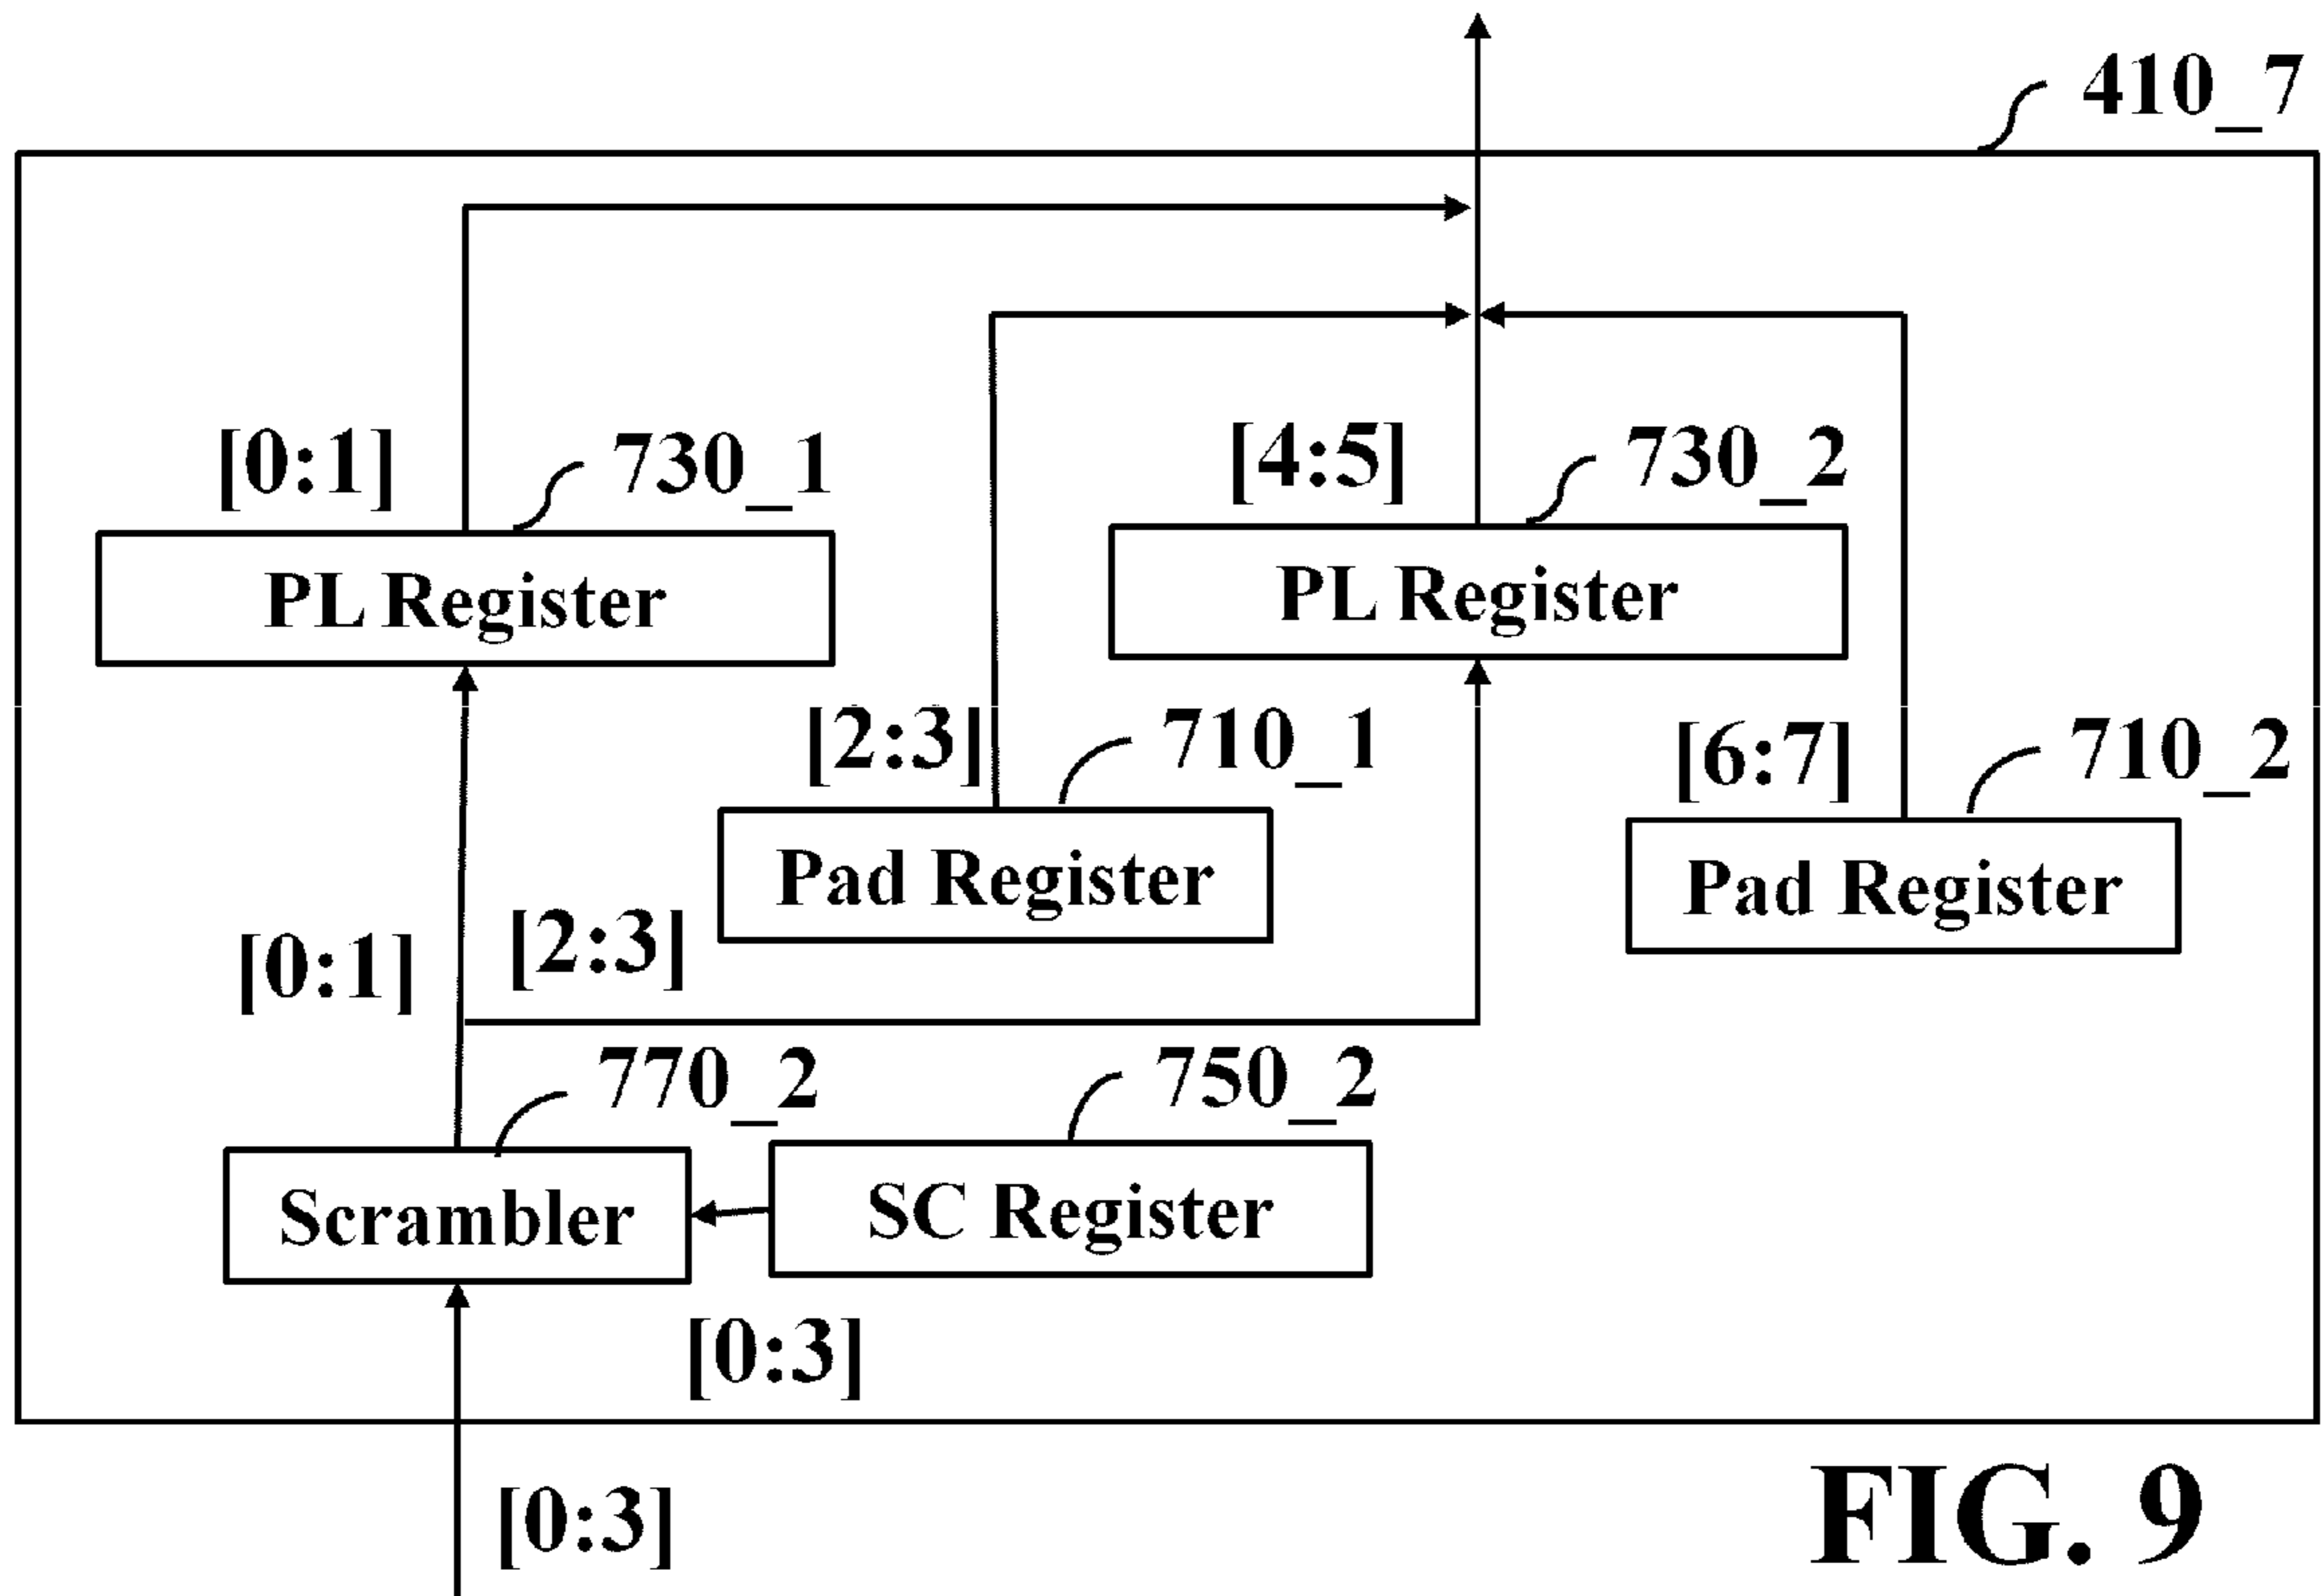 410_7
[0:1]
730_1
[4:5]
730_2
PL Register
PL Register
[2:3]
710_1
[6:7]
710_2
Pad Register
Pad Register
[0:1]
[2:3]
770_2
750_2
Scrambler
SC Register
[0:3]
[0:3]
FIG. 9